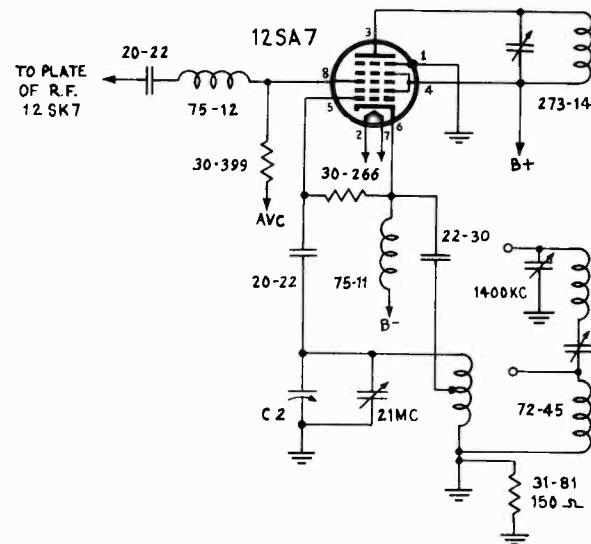 12SA7
3
1
8
4
5
2
7
6
20-22
TO PLATE
OF R.F.
12 SK7
75-12
273-14
B+
30-399
AVC
30-266
22-30
20-22
75-11
B-
1400KC
C2
21MC
72-45
31-81
150 Ω